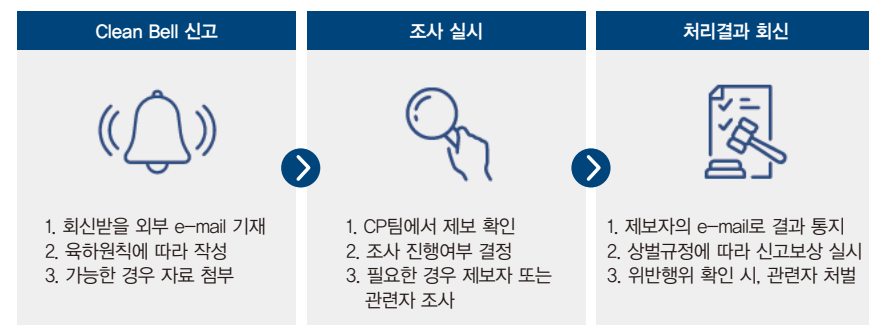 Clean Bell 신고
1. 회신받을 외부 e-mail 기재
2. 육하원칙에 따라 작성
3. 가능한 경우 자료 첨부
조사 실시
1. CP팀에서 제보 확인
2. 조사 진행여부 결정
3. 필요한 경우 제보자 또는
관련자 조사
처리결과 회신
1. 제보자의 e-mail로 결과 통지
2. 상벌규정에 따라 신고보상 실시
3. 위반행위 확인 시, 관련자 처벌